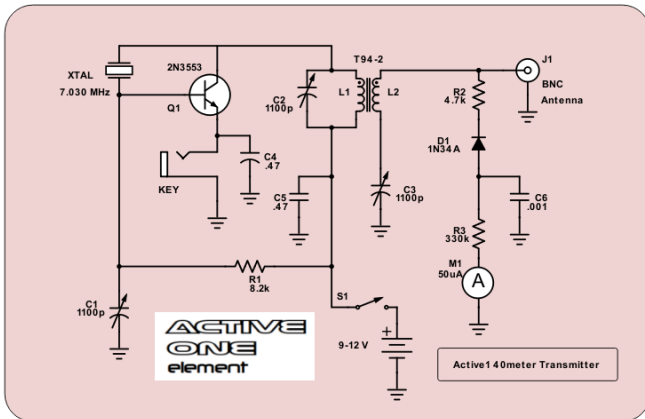 T94-2
J1
BNC
Antenna
XTAL
7.030 MHz
2N3553
Q1
C2
1100p
L1
L2
R2
4.7k
D1
1N34A
C4
.47
KEY
C5
.47
C3
1100p
C6
.001
R3
330k
M1
50uA
A
R1
8.2k
S1
C1
1100p
+
9-12 V
ACTIVE
ONE
element
Active1 40meter Transmitter